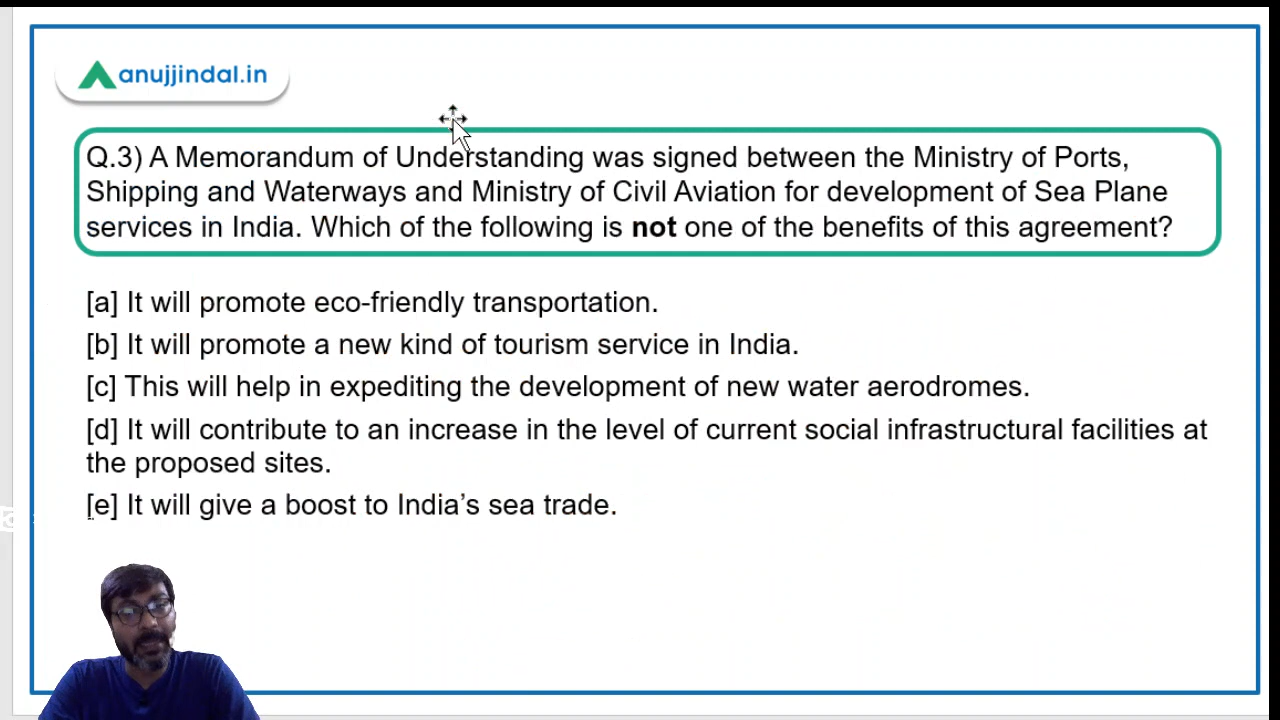 anujjindal.in
Q.3) A Memorandum of Understanding was signed between the Ministry of Ports,
Shipping and Waterways and Ministry of Civil Aviation for development of Sea Plane
services in India. Which of the following is not one of the benefits of this agreement?
[a] It will promote eco-friendly transportation.
[b] It will promote a new kind of tourism service in India.
[c] This will help in expediting the development of new water aerodromes.
[d] It will contribute to an increase in the level of current social infrastructural facilities at
the proposed sites.
[e] It will give a boost to India’s sea trade.